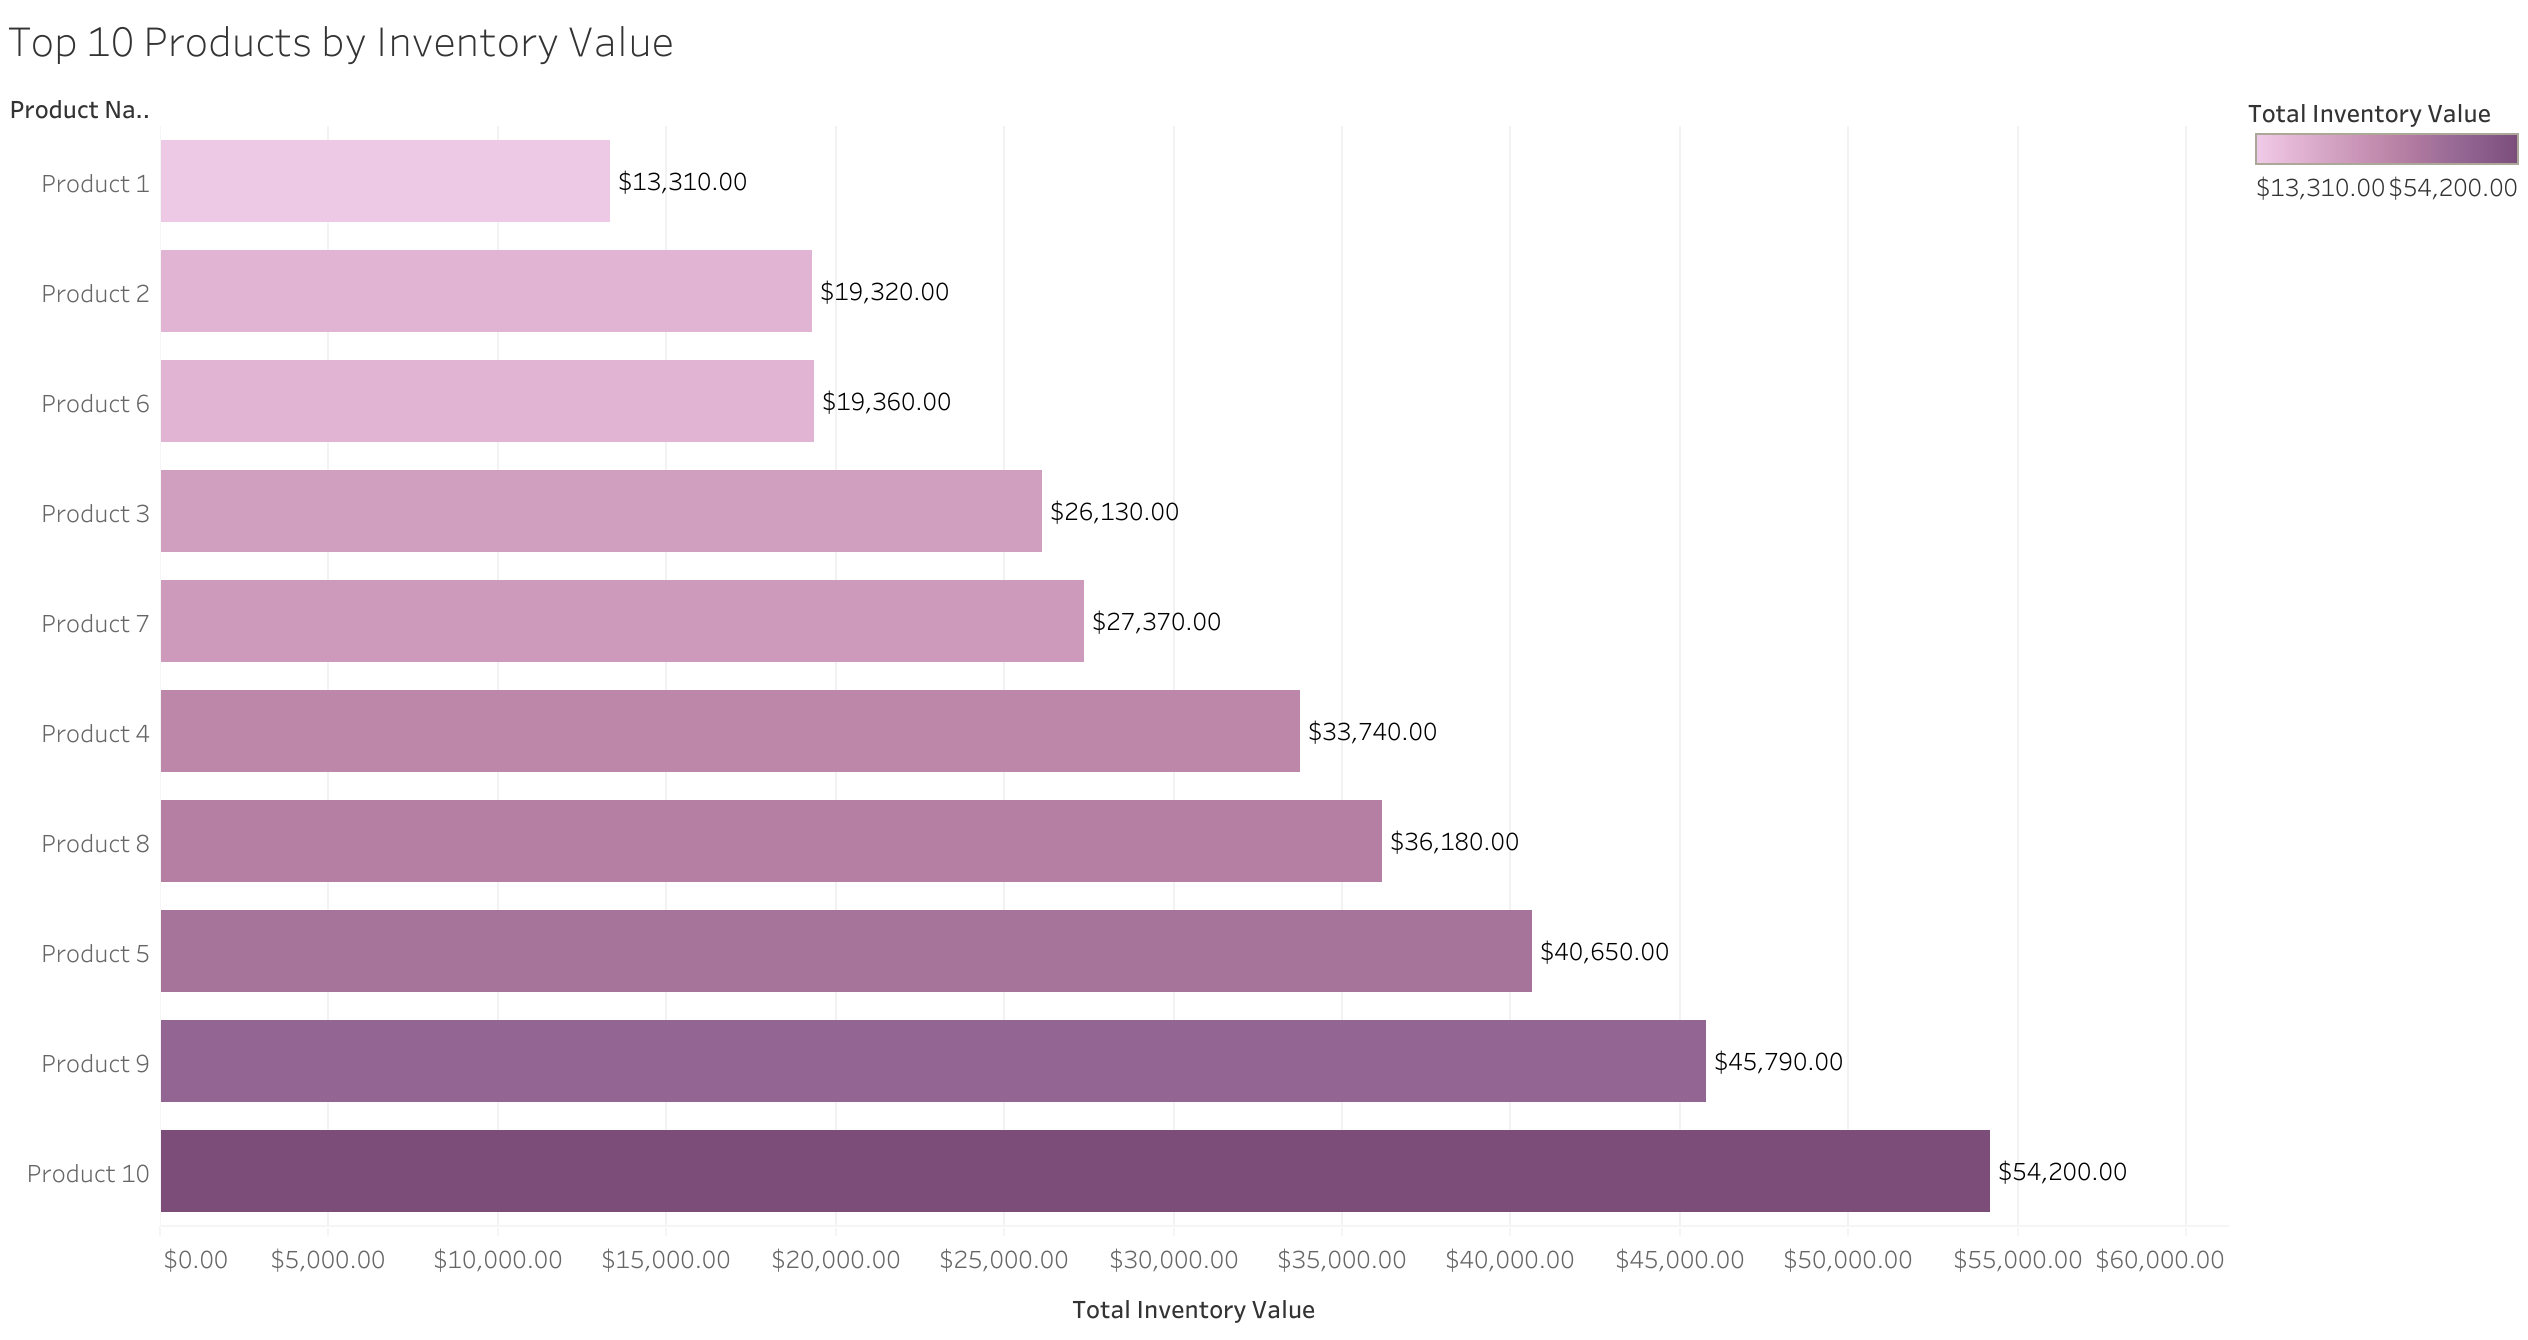 Top 10 Products by Inventory Value
Product Na..
Total Inventory Value
$13,310.00 $54,200.00
Product 1 $13,310.00
Product 2 $19,320.00
Product 6 $19,360.00
Product 3 $26,130.00
Product 7 $27,370.00
Product 4 $33,740.00
Product 8 $36,180.00
Product 5 $40,650.00
Product 9 $45,790.00
Product 10 $54,200.00
$0.00 $5,000.00 $10,000.00 $15,000.00 $20,000.00 $25,000.00 $30,000.00 $35,000.00 $40,000.00 $45,000.00 $50,000.00 $55,000.00 $60,000.00
Total Inventory Value